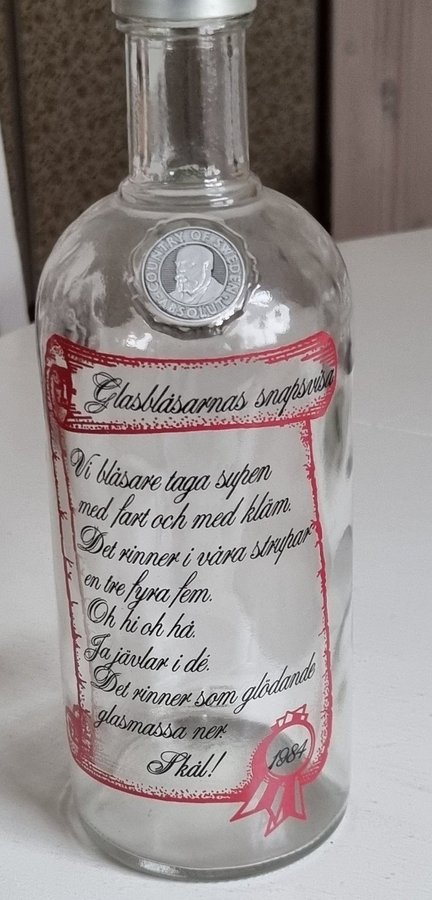 COUNTRY OF SWEDEN
ABSOLUT
Glasblåsarnas snapsvisa
Vi blåsare taga supen
med fart och med kläm.
Det rinner i våra strupar
en tre fyra fem.
Oh hi oh hå.
Ja jävlar i dé.
Det rinner som glödande
glasmassa ner.
Skål!
1984